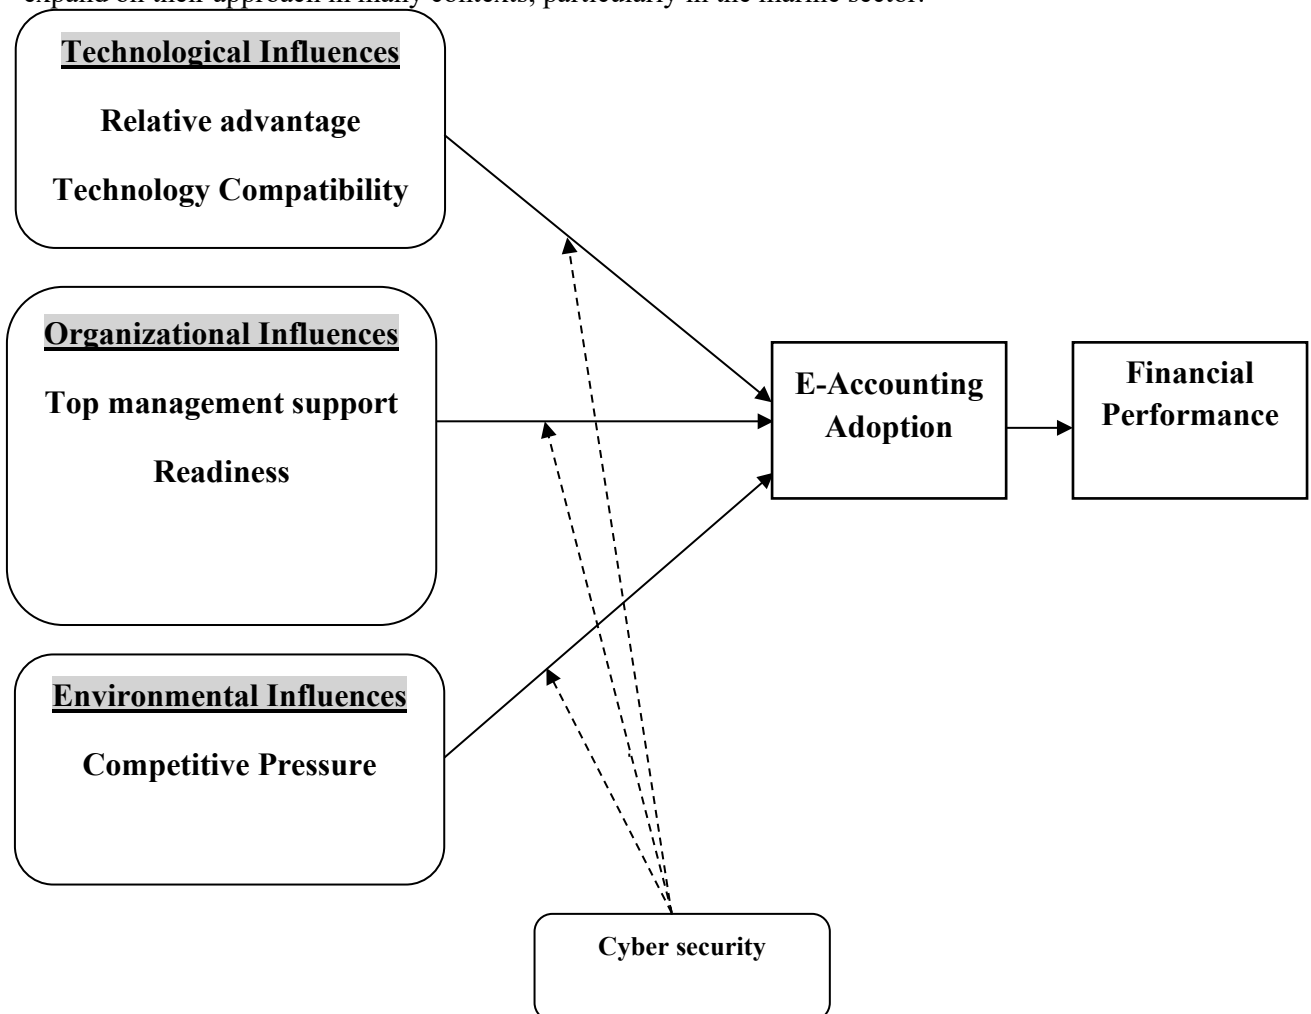 expand on their approach in many contexts, particularly in the marine sector.
Technological Influences
Relative advantage
Technology Compatibility
Organizational Influences
Top management support
Readiness
E-Accounting
Adoption
Financial
Performance
Environmental Influences
Competitive Pressure
Cyber security